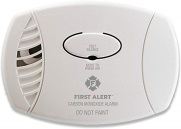 FIRST ALERT
CARBON MONOXIDE ALARM
DO NOT PAINT